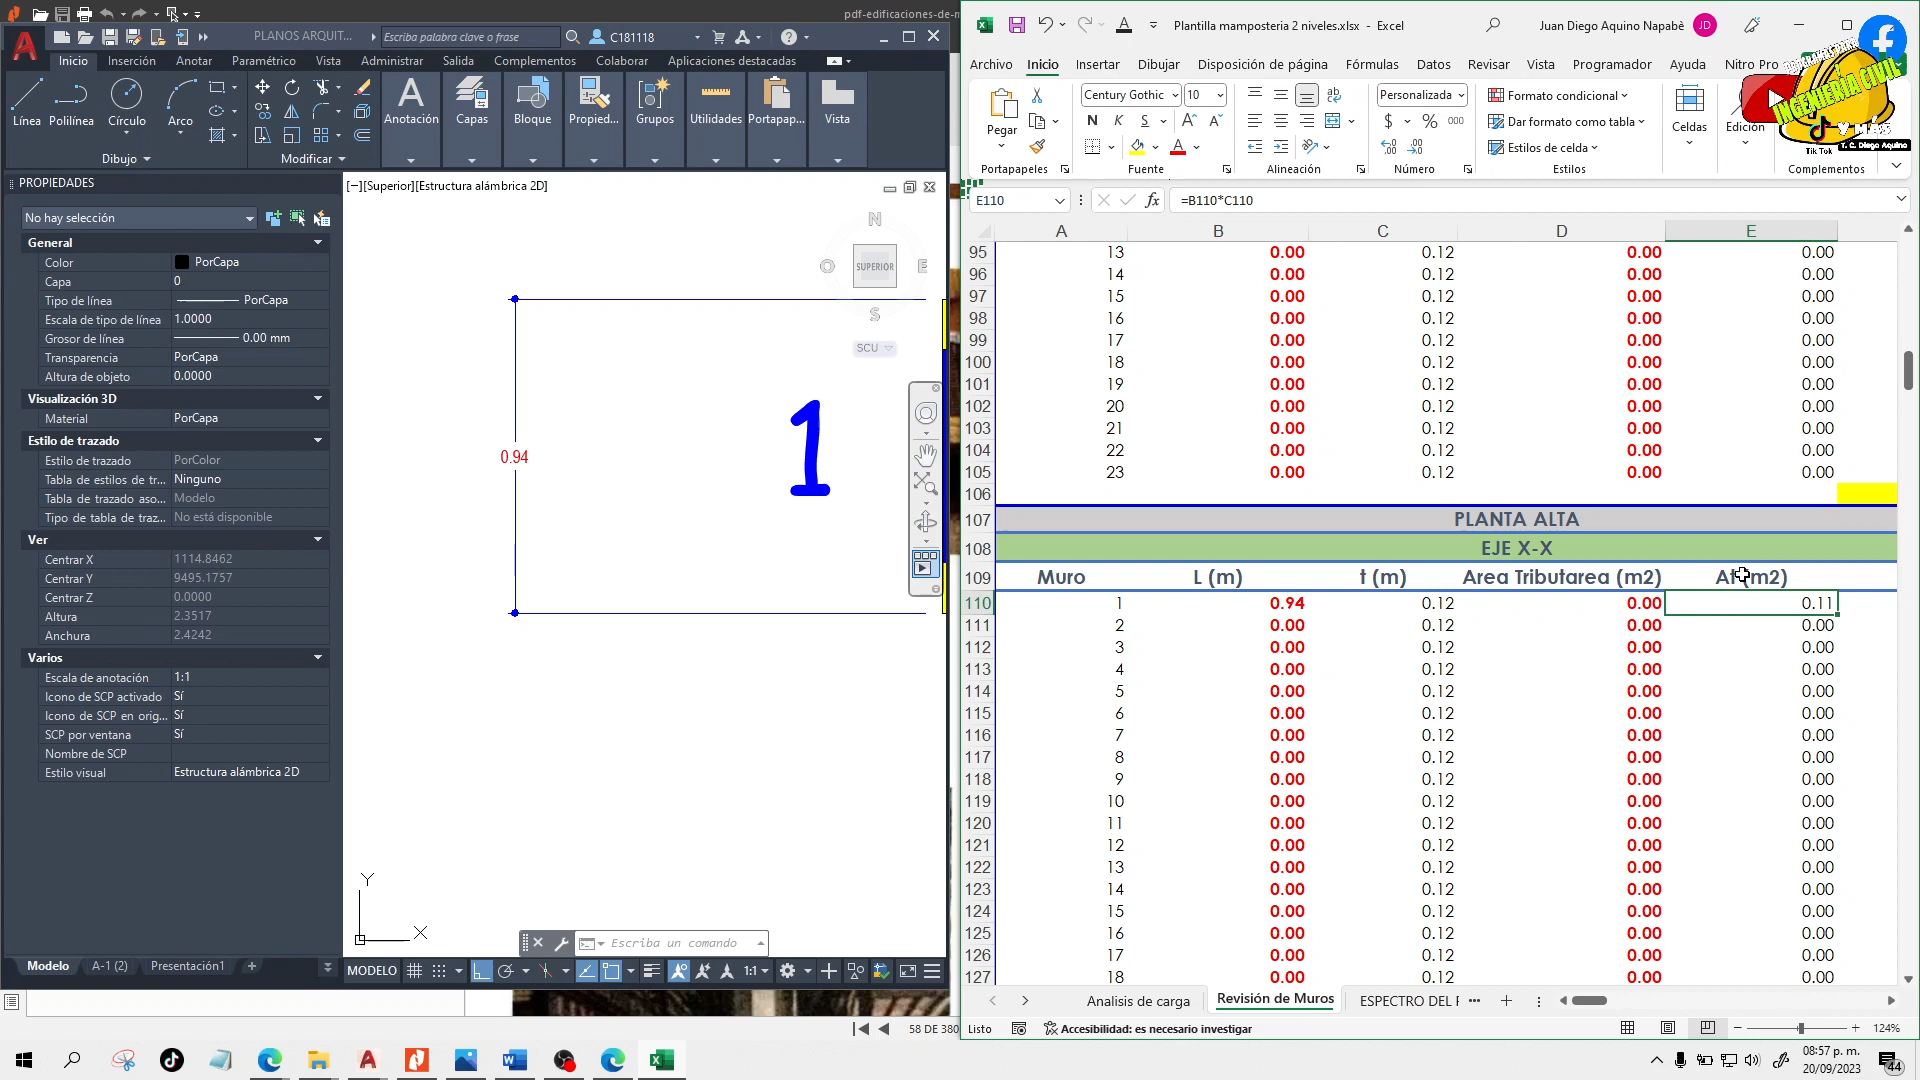 pdf-edificaciones-de-m
PLANOS ARQUIT...
Escriba palabra clave o frase
C181118
Inicio
Inserción
Anotar
Paramétrico
Vista
Administrar
Salida
Complementos
Colaborar
Aplicaciones destacadas
Línea
Polilínea
Círculo
Arco
Anotación
Capas
Bloque
Propied...
Grupos
Utilidades
Portapap...
Vista
Dibujo
Modificar
PROPIEDADES
[−][Superior][Estructura alámbrica 2D]
No hay selección
General
Color PorCapa
Capa 0
Tipo de línea PorCapa
Escala de tipo de línea 1.0000
Grosor de línea 0.00 mm
Transparencia PorCapa
Altura de objeto 0.0000
Visualización 3D
Material PorCapa
Estilo de trazado
Estilo de trazado PorColor
Tabla de estilos de tr... Ninguno
Tabla de trazado aso... Modelo
Tipo de tabla de traz... No está disponible
Ver
Centrar X 1114.8462
Centrar Y 9495.1757
Centrar Z 0.0000
Altura 2.3517
Anchura 2.4242
Varios
Escala de anotación 1:1
Icono de SCP activado Sí
Icono de SCP en orig... Sí
SCP por ventana Sí
Nombre de SCP
Estilo visual Estructura alámbrica 2D
N
O SUPERIOR E
S
SCU
0.94
1
Y
X
Escriba un comando
Modelo
A-1 (2)
Presentación1
+
MODELO
1:1
58 DE 380
Plantilla mamposteria 2 niveles.xlsx - Excel
Juan Diego Aquino Napabè
JD
Archivo
Inicio
Insertar
Dibujar
Disposición de página
Fórmulas
Datos
Revisar
Vista
Programador
Ayuda
Nitro Pro
INGENIERÍA CIVIL
Y MÁS
Tik Tok
T. C. Diego Aquino
Pegar
Century Gothic
10
N K S
Personalizada
$ % 000
Formato condicional
Dar formato como tabla
Estilos de celda
Celdas
Edición
Portapapeles
Fuente
Alineación
Número
Estilos
Complementos
E110
fx
=B110*C110
A B C D E
95 13 0.00 0.12 0.00 0.00
96 14 0.00 0.12 0.00 0.00
97 15 0.00 0.12 0.00 0.00
98 16 0.00 0.12 0.00 0.00
99 17 0.00 0.12 0.00 0.00
100 18 0.00 0.12 0.00 0.00
101 19 0.00 0.12 0.00 0.00
102 20 0.00 0.12 0.00 0.00
103 21 0.00 0.12 0.00 0.00
104 22 0.00 0.12 0.00 0.00
105 23 0.00 0.12 0.00 0.00
106
107 PLANTA ALTA
108 EJE X-X
109 Muro L (m) t (m) Area Tributarea (m2) At (m2)
110 1 0.94 0.12 0.00 0.11
111 2 0.00 0.12 0.00 0.00
112 3 0.00 0.12 0.00 0.00
113 4 0.00 0.12 0.00 0.00
114 5 0.00 0.12 0.00 0.00
115 6 0.00 0.12 0.00 0.00
116 7 0.00 0.12 0.00 0.00
117 8 0.00 0.12 0.00 0.00
118 9 0.00 0.12 0.00 0.00
119 10 0.00 0.12 0.00 0.00
120 11 0.00 0.12 0.00 0.00
121 12 0.00 0.12 0.00 0.00
122 13 0.00 0.12 0.00 0.00
123 14 0.00 0.12 0.00 0.00
124 15 0.00 0.12 0.00 0.00
125 16 0.00 0.12 0.00 0.00
126 17 0.00 0.12 0.00 0.00
127 18 0.00 0.12 0.00 0.00
Analisis de carga
Revisión de Muros
ESPECTRO DEL
Listo
Accesibilidad: es necesario investigar
124%
08:57 p. m.
20/09/2023
44